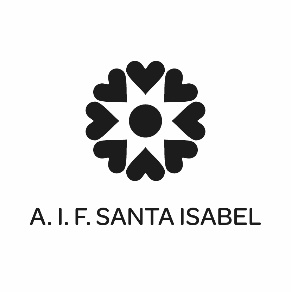 A. I. F. SANTA ISABEL